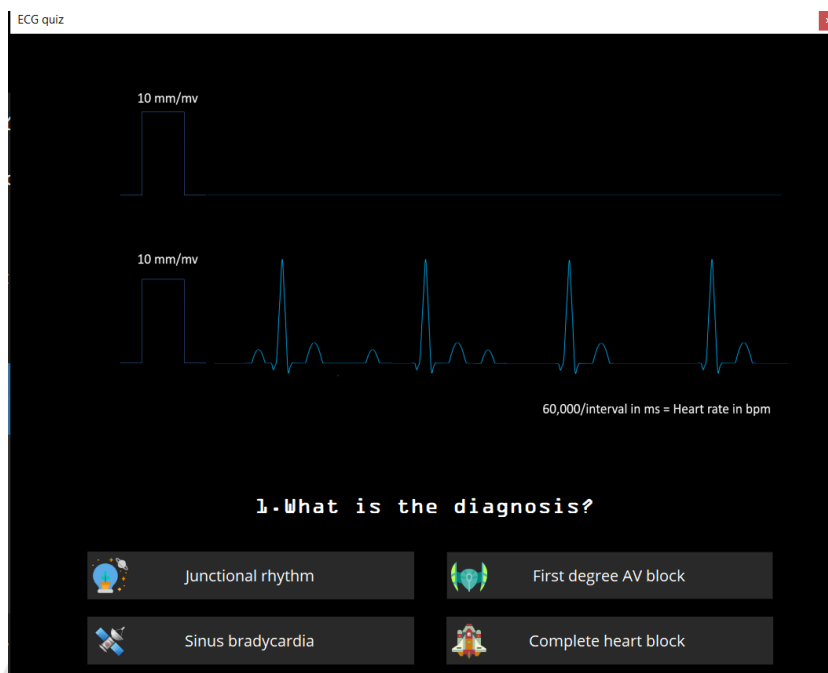 ECG quiz
10 mm/mv
10 mm/mv
60,000/interval in ms = Heart rate in bpm
1.What is the diagnosis?
Junctional rhythm
First degree AV block
Sinus bradycardia
Complete heart block